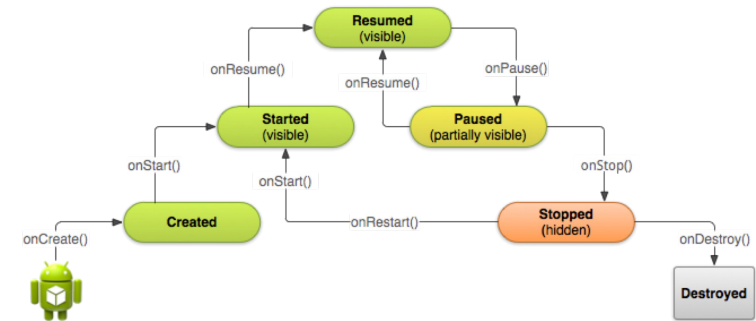 Resumed
(visible)
onResume()
onResume()
onPause()
Started
(visible)
Paused
(partially visible)
onStart()
onStart()
onStop()
Created
onRestart()
Stopped
(hidden)
onCreate()
onDestroy()
Destroyed